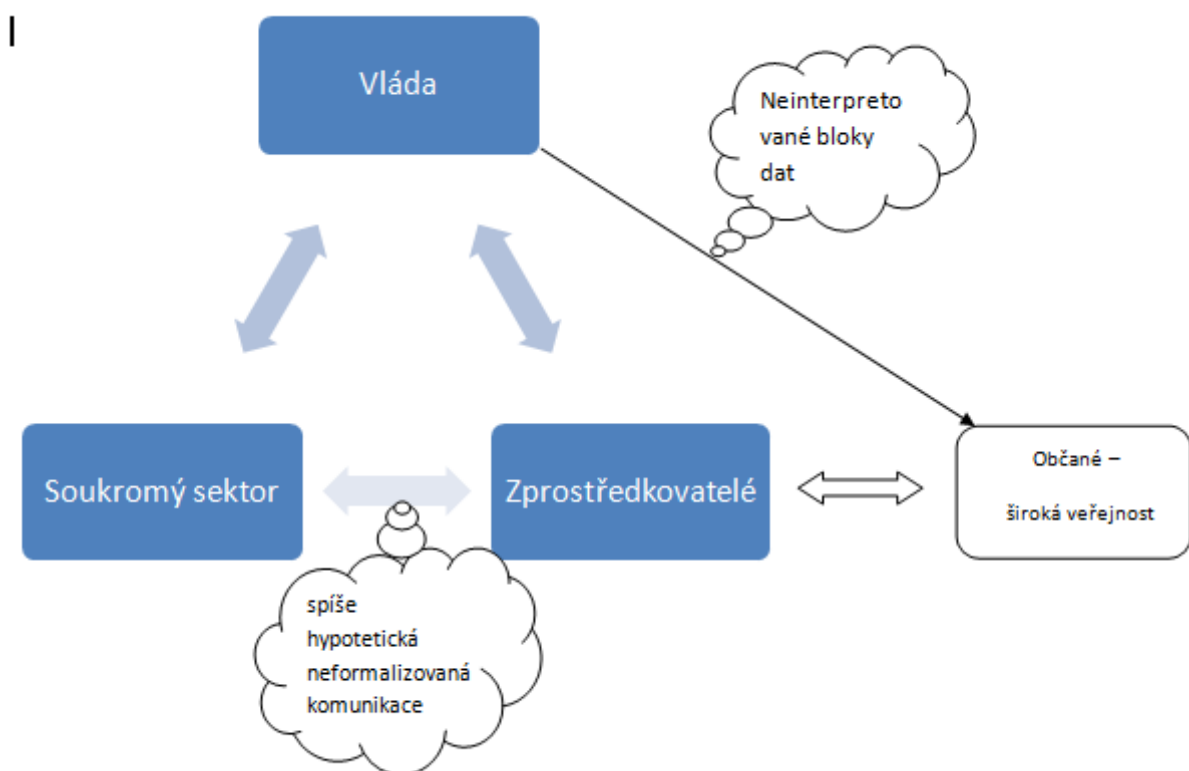 I
Vláda
Neinterpreto
vané bloky
dat
Soukromý sektor
Zprostředkovatelé
Občané –
široká veřejnost
spíše
hypotetická
neformalizovaná
komunikace